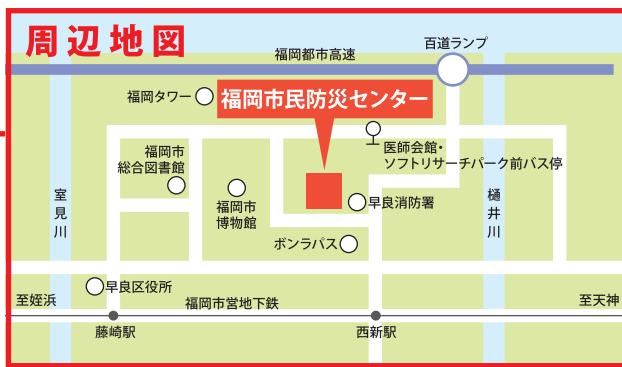 周辺地図
百道ランプ
福岡都市高速
福岡タワー
福岡市民防災センター
医師会館・
ソフトリサーチパーク前バス停
福岡市
総合図書館
室見川
福岡市
博物館
早良消防署
樋井川
ボンラパス
早良区役所
至姪浜
福岡市営地下鉄
至天神
藤崎駅
西新駅